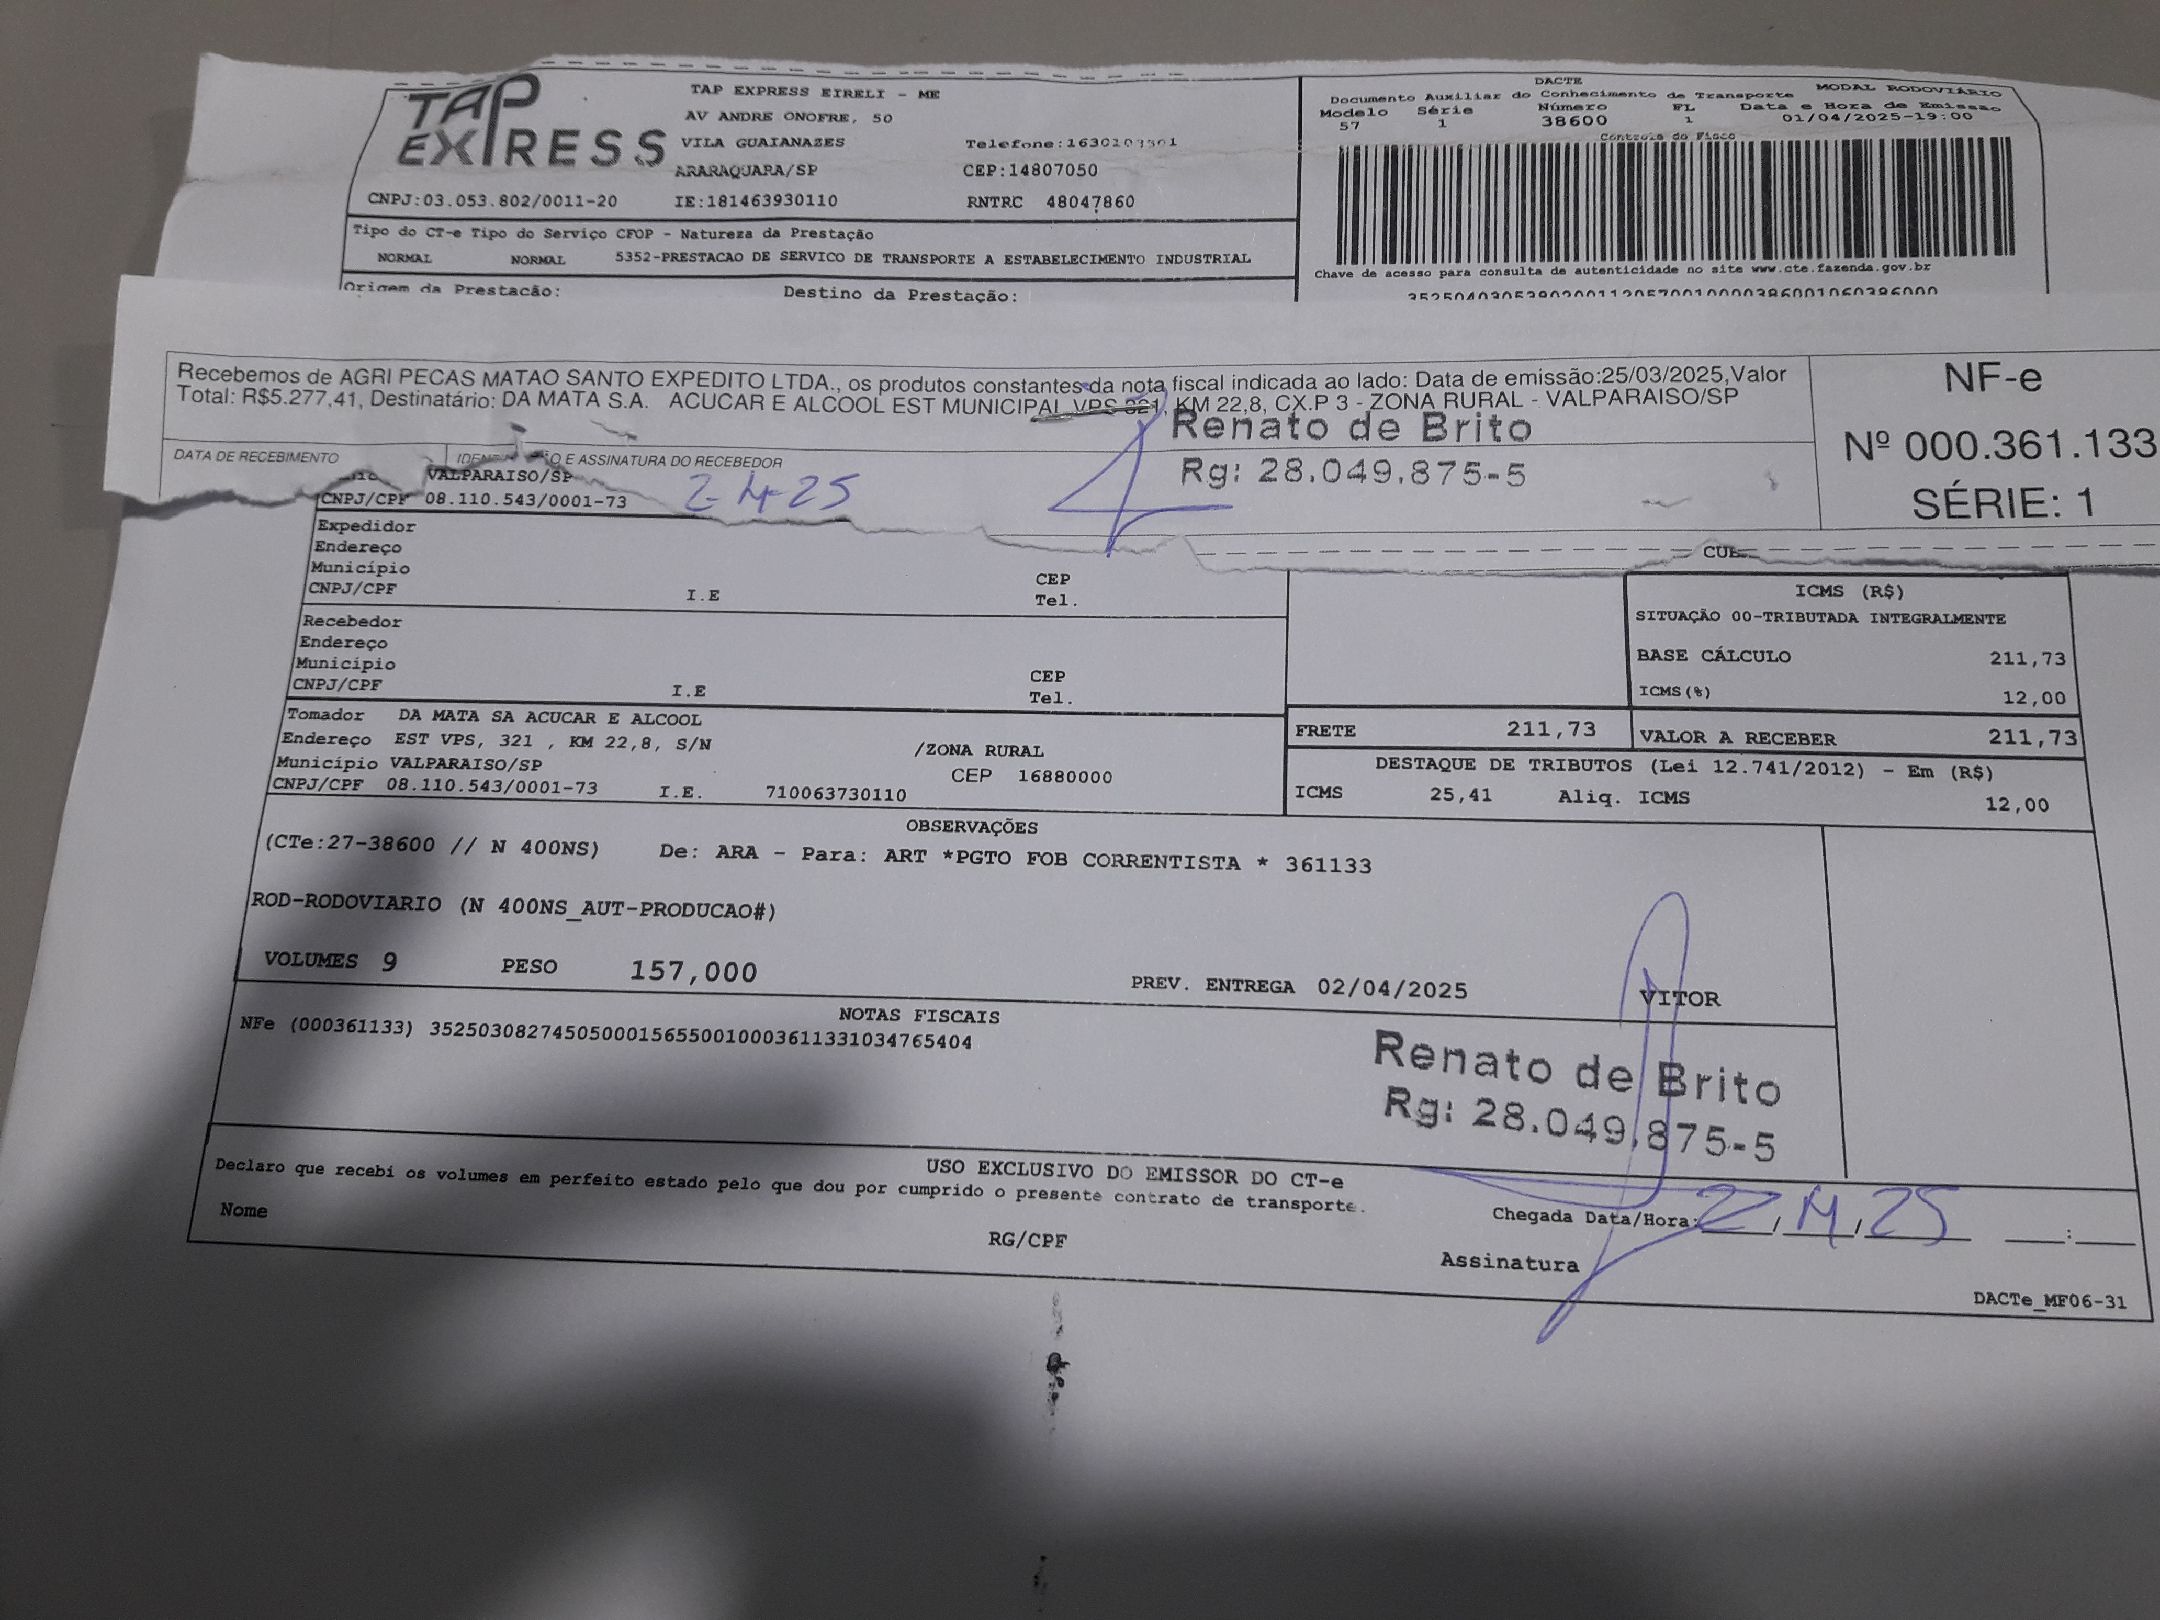 TAP EXPRESS
TAP EXPRESS EIRELI - ME
AV ANDRE ONOFRE, 50
VILA GUAIANAZES
Telefone:
ARARAQUARA/SP
CEP:14807050
CNPJ:03.053.802/0011-20
IE:181463930110
RNTRC 48047860
DACTE
MODAL RODOVIÁRIO
Documento Auxiliar do Conhecimento de Transporte
Modelo Série Número FL Data e Hora de Emissao
57 1 38600 1 01/04/2025-19:00
Controle do Fisco
Chave de acesso para consulta de autenticidade no site www.cte.fazenda.gov.br
Tipo do CT-e Tipo do Serviço CFOP - Natureza da Prestação
NORMAL NORMAL 5352-PRESTACAO DE SERVICO DE TRANSPORTE A ESTABELECIMENTO INDUSTRIAL
Origem da Prestação: Destino da Prestação:
Recebemos de AGRI PECAS MATAO SANTO EXPEDITO LTDA., os produtos constantes da nota fiscal indicada ao lado: Data de emissão:25/03/2025,Valor
Total: R$5.277,41, Destinatário: DA MATA S.A. ACUCAR E ALCOOL EST MUNICIPAL VPS 321, KM 22,8, CX.P 3 - ZONA RURAL - VALPARAISO/SP
NF-e
Nº 000.361.133
SÉRIE: 1
Renato de Brito
Rg: 28.049.875-5
DATA DE RECEBIMENTO
E ASSINATURA DO RECEBEDOR
VALPARAISO/SP
CNPJ/CPF 08.110.543/0001-73
2-4-25
Expedidor
Endereço
Município CEP
CNPJ/CPF I.E Tel.
Recebedor
Endereço
Município CEP
CNPJ/CPF I.E Tel.
ICMS (R$)
SITUAÇÃO 00-TRIBUTADA INTEGRALMENTE
BASE CÁLCULO 211,73
ICMS(%) 12,00
Tomador DA MATA SA ACUCAR E ALCOOL
Endereço EST VPS, 321 , KM 22,8, S/N /ZONA RURAL
Município VALPARAISO/SP CEP 16880000
CNPJ/CPF 08.110.543/0001-73 I.E. 710063730110
FRETE 211,73 VALOR A RECEBER 211,73
DESTAQUE DE TRIBUTOS (Lei 12.741/2012) - Em (R$)
ICMS 25,41 Aliq. ICMS 12,00
OBSERVAÇÕES
(CTe:27-38600 // N 400NS) De: ARA - Para: ART *PGTO FOB CORRENTISTA * 361133
ROD-RODOVIARIO (N 400NS_AUT-PRODUCAO#)
VOLUMES 9 PESO 157,000 PREV. ENTREGA 02/04/2025 VITOR
NOTAS FISCAIS
NFe (000361133) 35250308274505000156550010003611331034765404
Renato de Brito
Rg: 28.049.875-5
USO EXCLUSIVO DO EMISSOR DO CT-e
Declaro que recebi os volumes em perfeito estado pelo que dou por cumprido o presente contrato de transporte.
Nome RG/CPF
Chegada Data/Hora: 2/4/25 :
Assinatura
DACTe_MF06-31